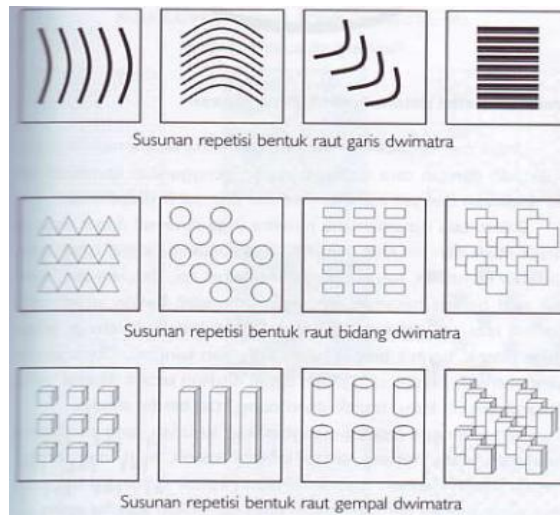 Susunan repetisi bentuk raut garis dwimatra
Susunan repetisi bentuk raut bidang dwimatra
Susunan repetisi bentuk raut gempal dwimatra